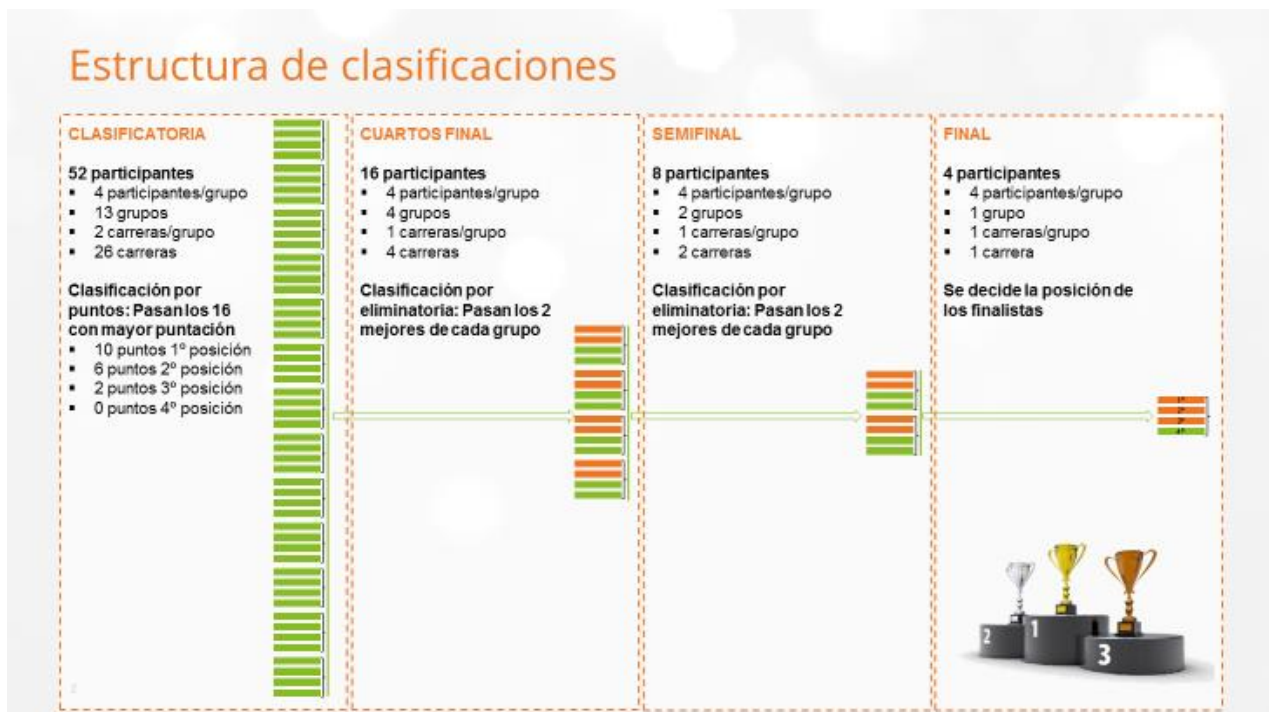 Estructura de clasificaciones
CLASIFICATORIA
52 participantes
▪ 4 participantes/grupo
▪ 13 grupos
▪ 2 carreras/grupo
▪ 26 carreras
Clasificación por
puntos: Pasan los 16
con mayor puntación
▪ 10 puntos 1º posición
▪ 6 puntos 2º posición
▪ 2 puntos 3º posición
▪ 0 puntos 4º posición
2
CUARTOS FINAL
16 participantes
▪ 4 participantes/grupo
▪ 4 grupos
▪ 1 carreras/grupo
▪ 4 carreras
Clasificación por
eliminatoria: Pasan los 2
mejores de cada grupo
SEMIFINAL
8 participantes
▪ 4 participantes/grupo
▪ 2 grupos
▪ 1 carreras/grupo
▪ 2 carreras
Clasificación por
eliminatoria: Pasan los 2
mejores de cada grupo
FINAL
4 participantes
▪ 4 participantes/grupo
▪ 1 grupo
▪ 1 carreras/grupo
▪ 1 carrera
Se decide la posición de
los finalistas
1º
2º
3º
4º
2 1 3